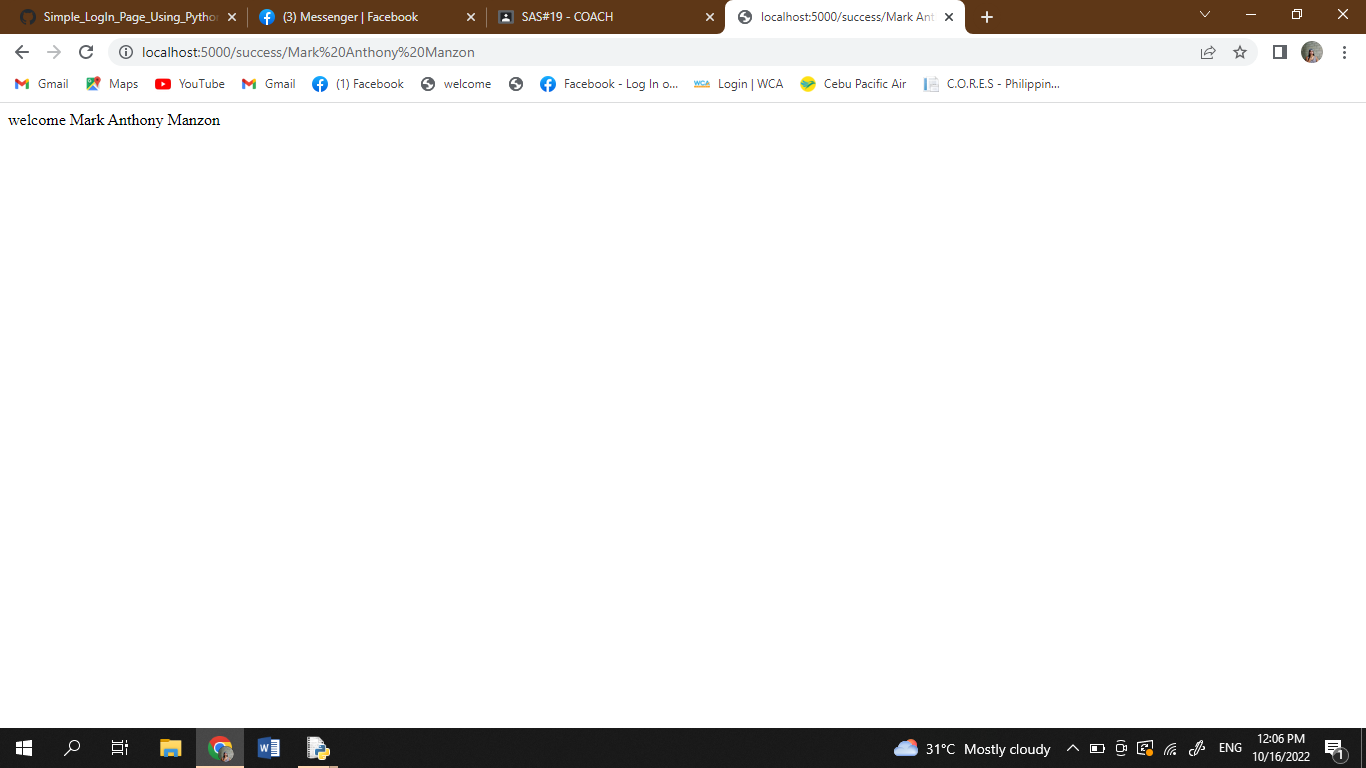 Simple_LogIn_Page_Using_Pytho
(3) Messenger | Facebook
SAS#19 - COACH
localhost:5000/success/Mark Ant
localhost:5000/success/Mark%20Anthony%20Manzon
Gmail Maps YouTube Gmail (1) Facebook welcome Facebook - Log In o... WCA Login | WCA Cebu Pacific Air C.O.R.E.S - Philippin...
welcome Mark Anthony Manzon
31°C Mostly cloudy
ENG
12:06 PM
10/16/2022
1